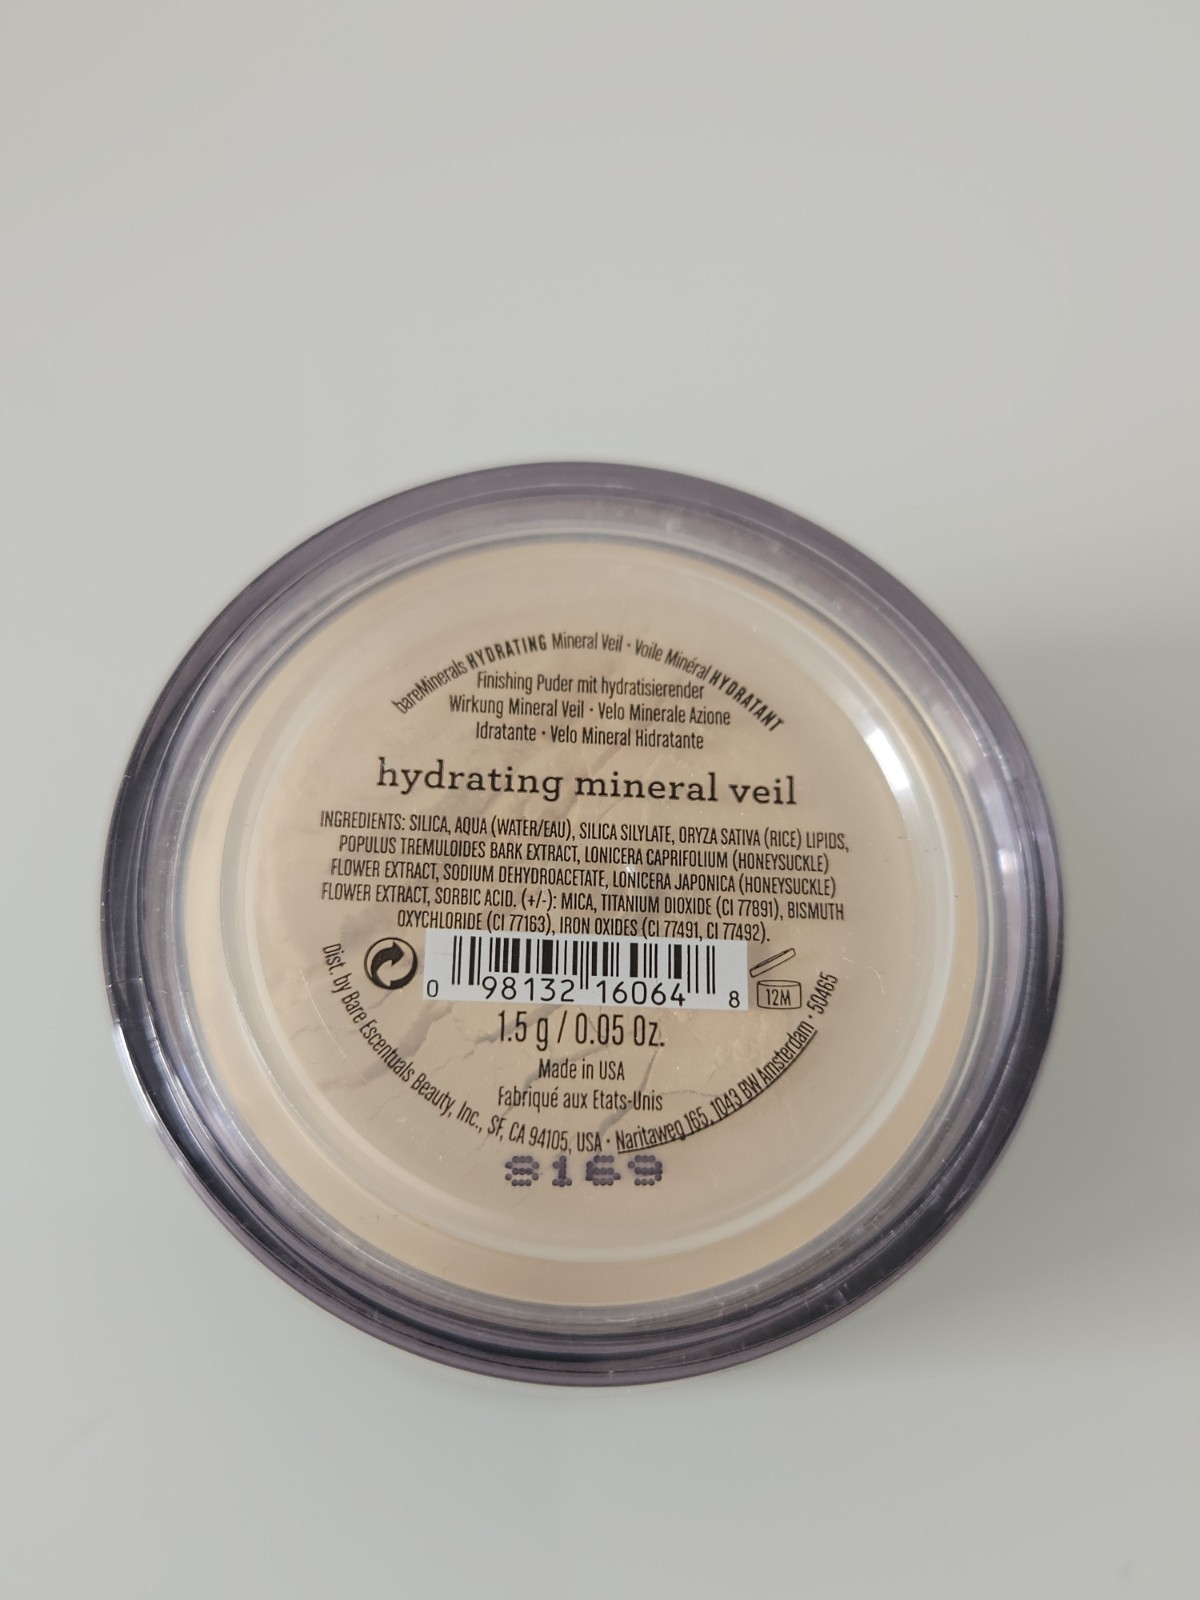 bareMinerals HYDRATING Mineral Veil • Voile Minéral HYDRATANT
Finishing Puder mit hydratisierender
Wirkung Mineral Veil • Velo Minerale Azione
Idratante • Velo Mineral Hidratante
hydrating mineral veil
INGREDIENTS: SILICA, AQUA (WATER/EAU), SILICA SILYLATE, ORYZA SATIVA (RICE) LIPIDS,
POPULUS TREMULOIDES BARK EXTRACT, LONICERA CAPRIFOLIUM (HONEYSUCKLE)
FLOWER EXTRACT, SODIUM DEHYDROACETATE, LONICERA JAPONICA (HONEYSUCKLE)
FLOWER EXTRACT, SORBIC ACID. (+/-): MICA, TITANIUM DIOXIDE (CI 77891), BISMUTH
OXYCHLORIDE (CI 77163), IRON OXIDES (CI 77491, CI 77492).
0 98132 16064 8
12M
1.5 g / 0.05 Oz.
Made in USA
Fabriqué aux Etats-Unis
Dist. by Bare Escentuals Beauty, Inc., SF, CA 94105, USA • Naritaweg 165, 1043 BW Amsterdam • 50465